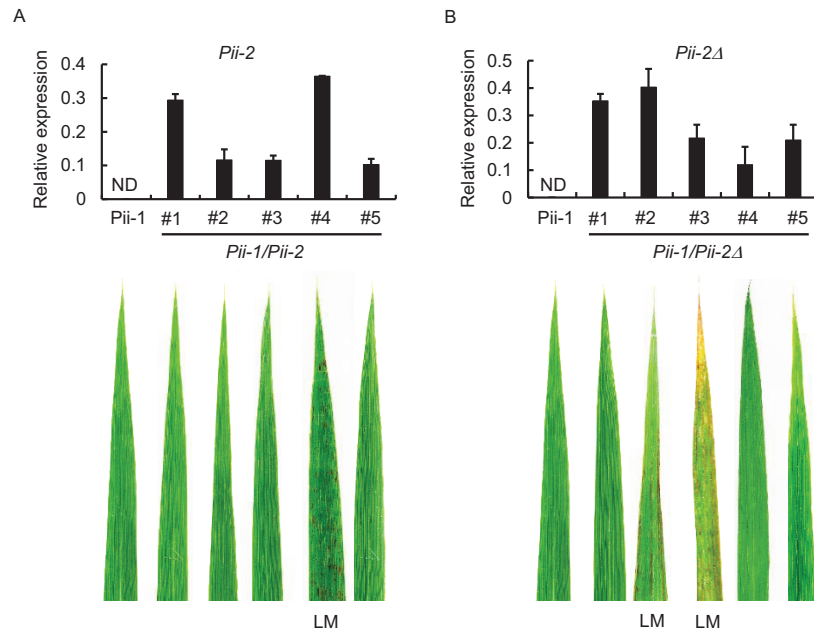 A
Pii-2
Relative expression
0.4
0.3
0.2
0.1
0
ND
Pii-1 #1 #2 #3 #4 #5
Pii-1/Pii-2
LM
B
Pii-2Δ
Relative expression
0.5
0.4
0.3
0.2
0.1
0
ND
Pii-1 #1 #2 #3 #4 #5
Pii-1/Pii-2Δ
LM LM